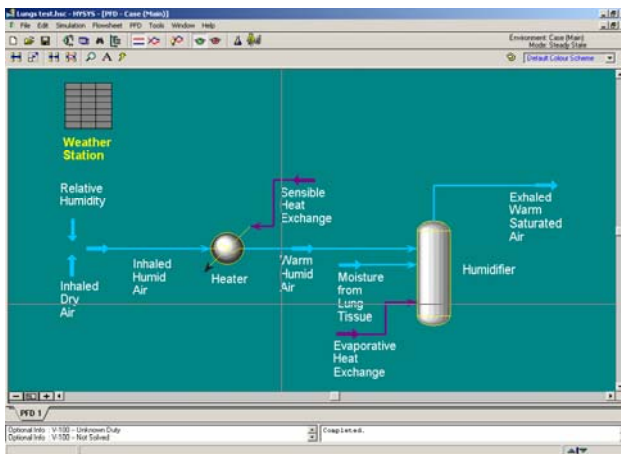 Lungs test.hsc - HYSYS - [PFD - Case (Main)]
File Edit Simulation Flowsheet PFD Tools Window Help
Environment: Case (Main)
Mode: Steady State
Default Colour Scheme
Weather
Station
Relative
Humidity
Sensible
Heat
Exchange
Exhaled
Warm
Saturated
Air
Inhaled
Humid
Air
Heater
Warm
Humid
Air
Humidifier
Inhaled
Dry
Air
Moisture
from
Lung
Tissue
Evaporative
Heat
Exchange
PFD 1
Optional Info : V-100 - Unknown Duty
Optional Info : V-100 - Not Solved
Completed.